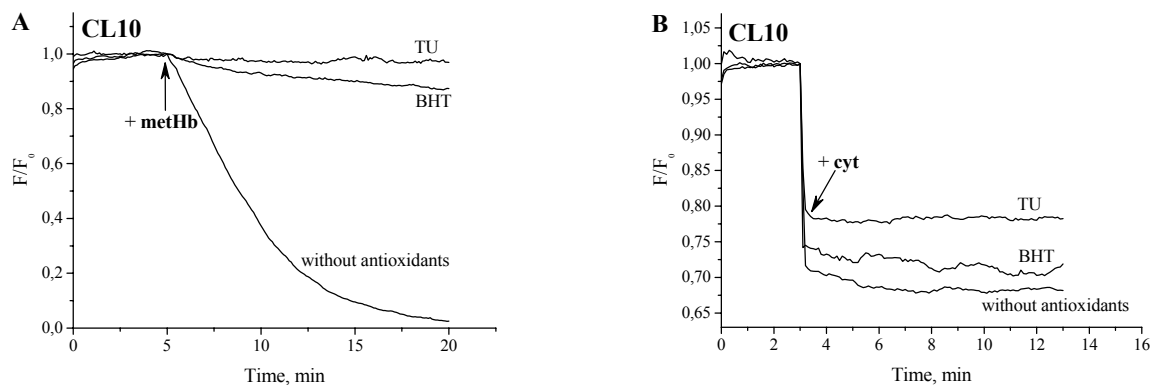 A
CL10
1,0
0,8
0,6
0,4
0,2
0,0
F/F₀
TU
BHT
+ metHb
without antioxidants
0 5 10 15 20
Time, min
B
CL10
1,05
1,00
0,95
0,90
0,85
0,80
0,75
0,70
0,65
F/F₀
+ cyt
TU
BHT
without antioxidants
0 2 4 6 8 10 12 14 16
Time, min